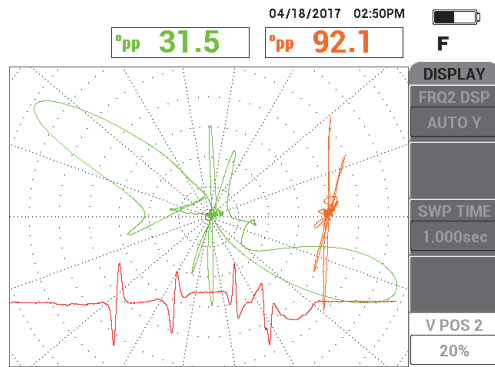 04/18/2017 02:50PM
°pp 31.5
°pp 92.1
F
DISPLAY
FRQ2 DSP
AUTO Y
SWP TIME
1.000sec
V POS 2
20%